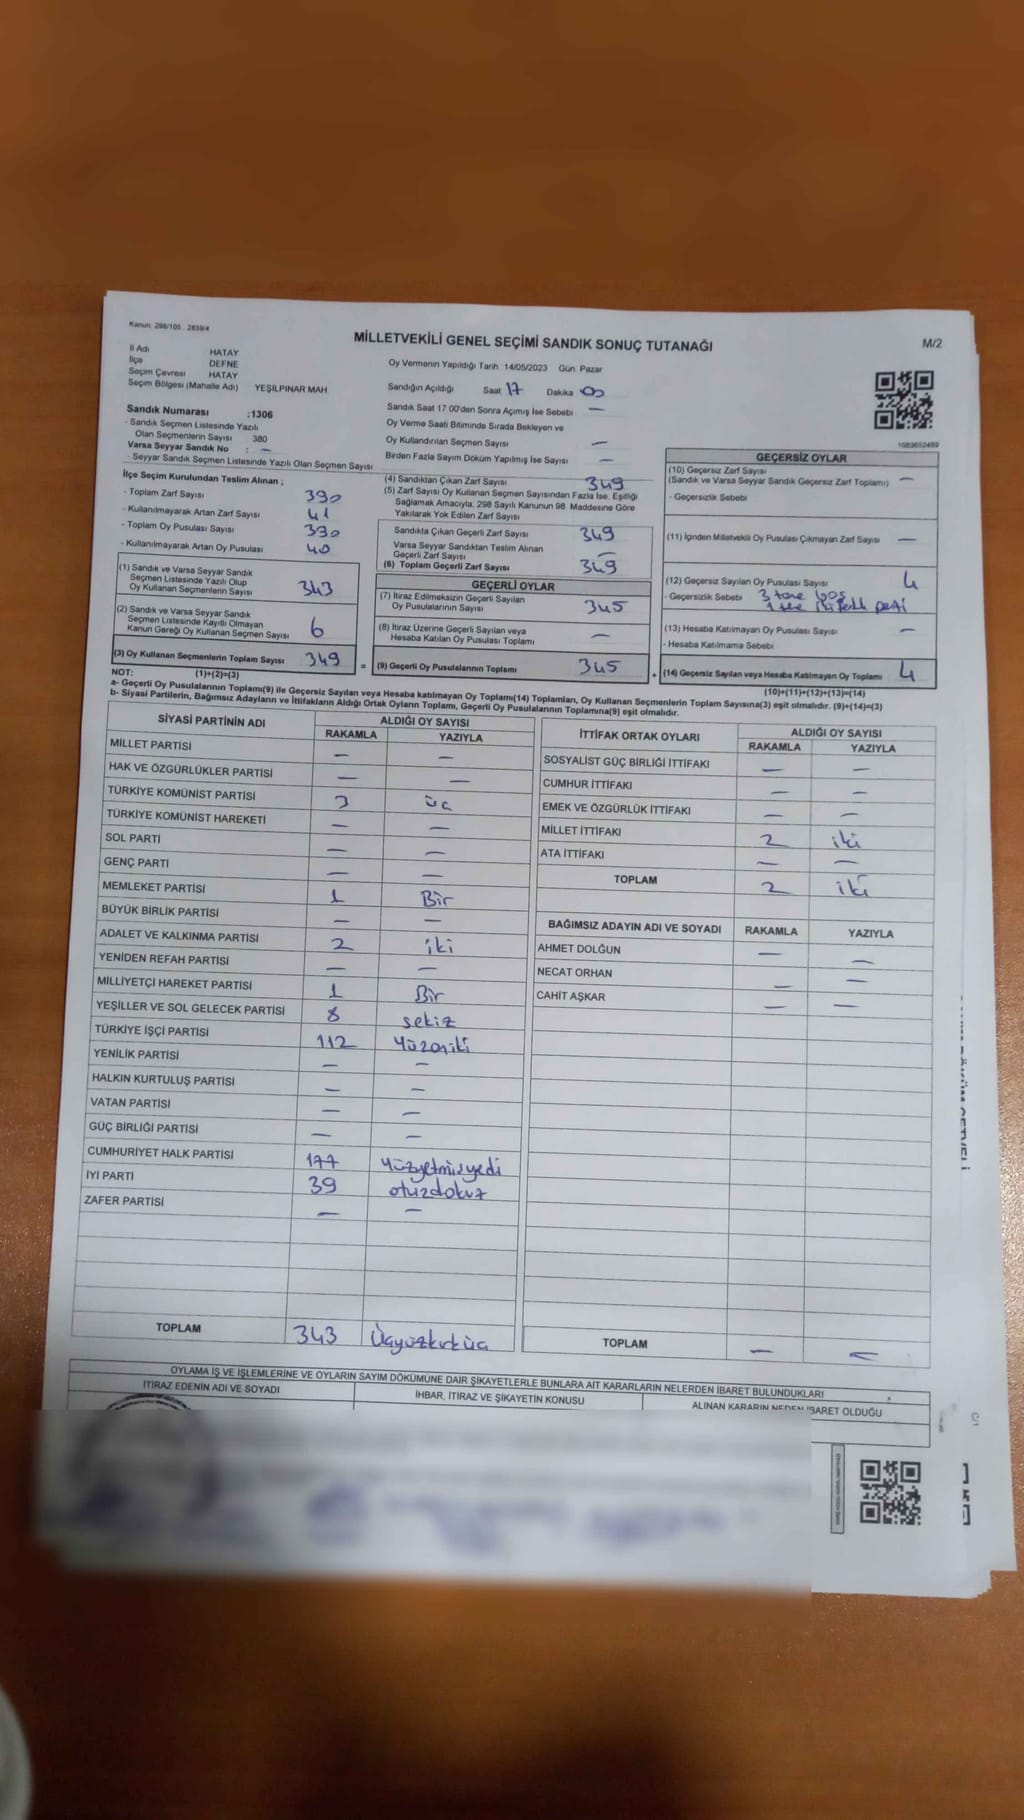 Kanun: 298/105 . 2839/4
MİLLETVEKİLİ GENEL SEÇİMİ SANDIK SONUÇ TUTANAĞI
M/2
İl Adı HATAY
İlçe DEFNE
Seçim Çevresi HATAY
Seçim Bölgesi (Mahalle Adı) YEŞİLPINAR MAH
Sandık Numarası :1306
- Sandık Seçmen Listesinde Yazılı
Olan Seçmenlerin Sayısı 380
Varsa Seyyar Sandık No : —
- Seyyar Sandık Seçmen Listesinde Yazılı Olan Seçmen Sayısı
Oy Vermenin Yapıldığı Tarih 14/05/2023 Gün Pazar
Sandığın Açıldığı Saat 17 Dakika 00
Sandık Saat 17 00'den Sonra Açımış İse Sebebi —
Oy Verme Saati Bitiminde Sırada Bekleyen ve
Oy Kullandırılan Seçmen Sayısı —
Birden Fazla Sayım Döküm Yapılmış İse Sayısı —
İlçe Seçim Kurulundan Teslim Alınan ;
- Toplam Zarf Sayısı 390
- Kullanılmayarak Artan Zarf Sayısı 41
- Toplam Oy Pusulası Sayısı 390
- Kullanılmayarak Artan Oy Pusulası 40
(1) Sandık ve Varsa Seyyar Sandık
Seçmen Listesinde Yazılı Olup
Oy Kullanan Seçmenlerin Sayısı 343
(2) Sandık ve Varsa Seyyar Sandık
Seçmen Listesinde Kayıtlı Olmayan
Kanun Gereği Oy Kullanan Seçmen Sayısı 6
(3) Oy Kullanan Seçmenlerin Toplam Sayısı 349
(1)+(2)=(3)
(4) Sandıktan Çıkan Zarf Sayısı 349
(5) Zarf Sayısı Oy Kullanan Seçmen Sayısından Fazla İse, Eşitliği
Sağlamak Amacıyla, 298 Sayılı Kanunun 98. Maddesine Göre
Yakılarak Yok Edilen Zarf Sayısı
Sandıkta Çıkan Geçerli Zarf Sayısı 349
Varsa Seyyar Sandıktan Teslim Alınan
Geçerli Zarf Sayısı —
(6) Toplam Geçerli Zarf Sayısı 349
GEÇERLİ OYLAR
(7) İtiraz Edilmeksizin Geçerli Sayılan
Oy Pusulalarının Sayısı 345
(8) İtiraz Üzerine Geçerli Sayılan veya
Hesaba Katılan Oy Pusulası Toplamı —
= (9) Geçerli Oy Pusulalarının Toplamı 345
1083602489
GEÇERSİZ OYLAR
(10) Geçersiz Zarf Sayısı
(Sandık ve Varsa Seyyar Sandık Geçersiz Zarf Toplamı) —
- Geçersizlik Sebebi
(11) İçinden Milletvekili Oy Pusulası Çıkmayan Zarf Sayısı —
(12) Geçersiz Sayılan Oy Pusulası Sayısı 4
- Geçersizlik Sebebi 3 tane boş
1 tane iki farklı
(13) Hesaba Katılmayan Oy Pusulası Sayısı —
- Hesaba Katılmama Sebebi
+ (14) Geçersiz Sayılan veya Hesaba Katılmayan Oy Toplamı 4
(10)+(11)+(12)+(13)=(14)
NOT:
a- Geçerli Oy Pusulalarının Toplamı(9) ile Geçersiz Sayılan veya Hesaba katılmayan Oy Toplamı(14) Toplamları, Oy Kullanan Seçmenlerin Toplam Sayısına(3) eşit olmalıdır. (9)+(14)=(3)
b- Siyasi Partilerin, Bağımsız Adayların ve İttifakların Aldığı Ortak Oyların Toplamı, Geçerli Oy Pusulalarının Toplamına(9) eşit olmalıdır.
SİYASİ PARTİNİN ADI ALDIĞI OY SAYISI
RAKAMLA YAZIYLA
MİLLET PARTİSİ — —
HAK VE ÖZGÜRLÜKLER PARTİSİ — —
TÜRKİYE KOMÜNİST PARTİSİ 3 üç
TÜRKİYE KOMÜNİST HAREKETİ — —
SOL PARTİ — —
GENÇ PARTİ — —
MEMLEKET PARTİSİ 1 Bir
BÜYÜK BİRLİK PARTİSİ — —
ADALET VE KALKINMA PARTİSİ 2 iki
YENİDEN REFAH PARTİSİ — —
MİLLİYETÇİ HAREKET PARTİSİ 1 Bir
YEŞİLLER VE SOL GELECEK PARTİSİ 8 sekiz
TÜRKİYE İŞÇİ PARTİSİ 112 Yüzoniki
YENİLİK PARTİSİ — —
HALKIN KURTULUŞ PARTİSİ — —
VATAN PARTİSİ — —
GÜÇ BİRLİĞİ PARTİSİ — —
CUMHURİYET HALK PARTİSİ 177 Yüzyetmişyedi
İYİ PARTİ 39 otuzdokuz
ZAFER PARTİSİ — —
TOPLAM 343 Üçyüzkırküç
İTTİFAK ORTAK OYLARI ALDIĞI OY SAYISI
RAKAMLA YAZIYLA
SOSYALİST GÜÇ BİRLİĞİ İTTİFAKI — —
CUMHUR İTTİFAKI — —
EMEK VE ÖZGÜRLÜK İTTİFAKI — —
MİLLET İTTİFAKI 2 iki
ATA İTTİFAKI — —
TOPLAM 2 iki
BAĞIMSIZ ADAYIN ADI VE SOYADI RAKAMLA YAZIYLA
AHMET DOLĞUN — —
NECAT ORHAN — —
CAHİT AŞKAR — —
TOPLAM — —
OYLAMA İŞ VE İŞLEMLERİNE VE OYLARIN SAYIM DÖKÜMÜNE DAİR ŞİKAYETLERLE BUNLARA AİT KARARLARIN NELERDEN İBARET BULUNDUKLARI
İTİRAZ EDENİN ADI VE SOYADI İHBAR, İTİRAZ VE ŞİKAYETİN KONUSU ALINAN KARARIN NEDEN İBARET OLDUĞU